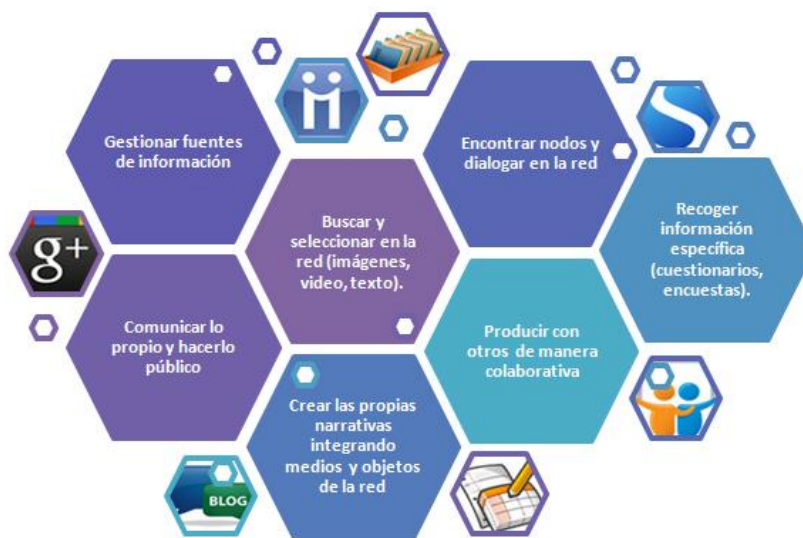 Gestionar fuentes
de información
Encontrar nodos y
dialogar en la red
Buscar y
seleccionar en la
red (imágenes,
video, texto).
Recoger
información
específica
(cuestionarios,
encuestas).
g+
Comunicar lo
propio y hacerlo
público
Producir con
otros de manera
colaborativa
Crear las propias
narrativas
integrando
medios y objetos
de la red
BLOG